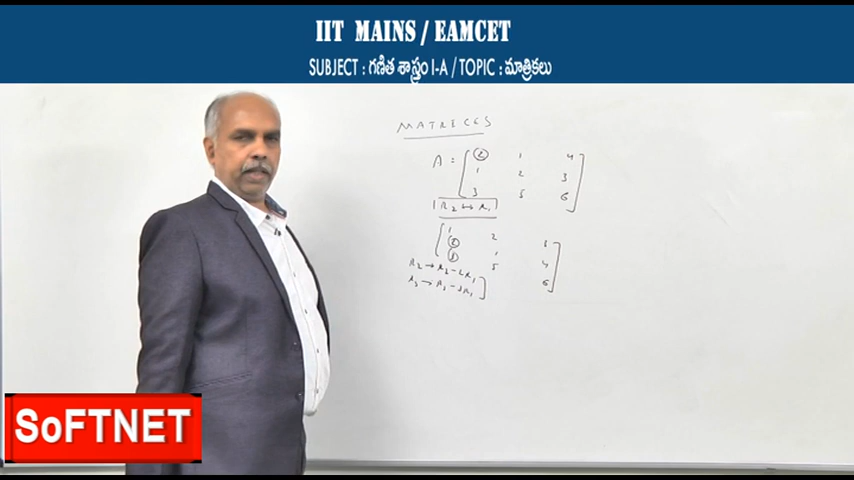 IIT MAINS / EAMCET
SUBJECT : గణిత శాస్త్రం I-A / TOPIC : మాత్రికలు
MATRECES
A = [ 2 1 4
1 2 3
3 5 6 ]
R2 ↔ R1
[ 1 2 3
2 1 4
3 5 6 ]
R2 → R2 - 2R1
R3 → R3 - 3R1
SoFTNET